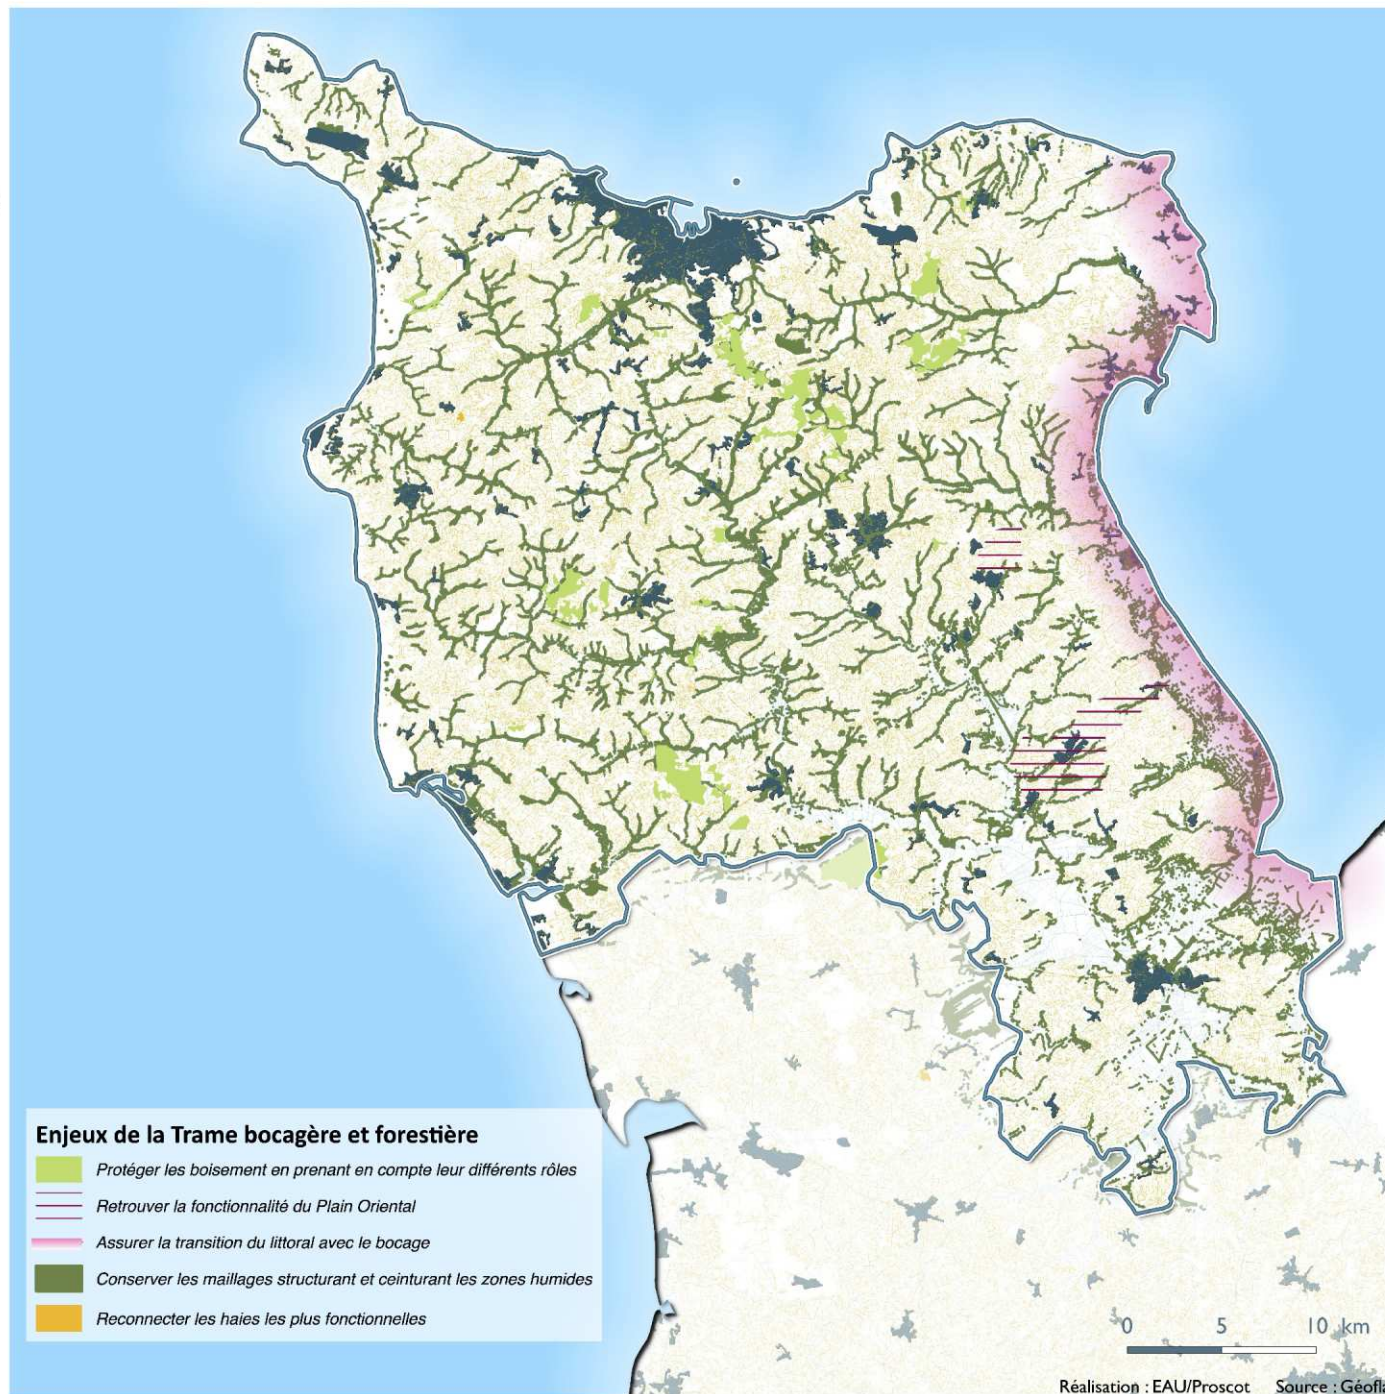 Enjeux de la Trame bocagère et forestière
Protéger les boisement en prenant en compte leur différents rôles
Retrouver la fonctionnalité du Plain Oriental
Assurer la transition du littoral avec le bocage
Conserver les maillages structurant et ceinturant les zones humides
Reconnecter les haies les plus fonctionnelles
0 5 10 km
Réalisation : EAU/Proscot Source : Géofla